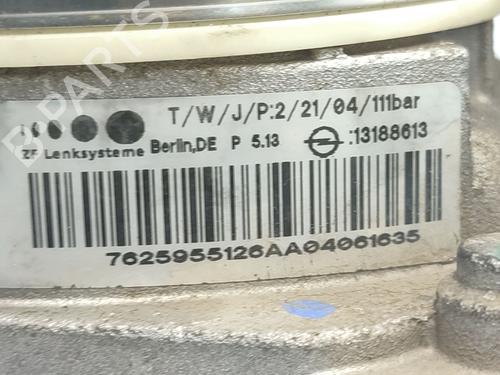 B-PARTS
T/W/J/P:2/21/04/111bar
ZF Lenksysteme Berlin,DE P 5.13 :13188613
7625955126AA04061635